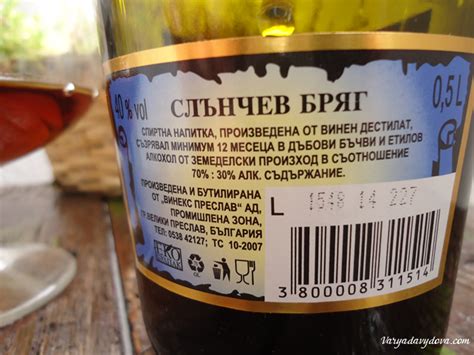 40 % vol
СЛЪНЧЕВ БРЯГ
0,5 L
СПИРТНА НАПИТКА, ПРОИЗВЕДЕНА ОТ ВИНЕН ДЕСТИЛАТ,
СЪЗРЯВАЛ МИНИМУМ 12 МЕСЕЦА В ДЪБОВИ БЪЧВИ И ЕТИЛОВ
АЛКОХОЛ ОТ ЗЕМЕДЕЛСКИ ПРОИЗХОД В СЪОТНОШЕНИЕ
70% : 30% АЛК. СЪДЪРЖАНИЕ.
ПРОИЗВЕДЕНА И БУТИЛИРАНА
ОТ „ВИНЕКС ПРЕСЛАВ" АД,
ПРОМИШЛЕНА ЗОНА,
ГР. ВЕЛИКИ ПРЕСЛАВ, БЪЛГАРИЯ
ТЕЛ: 0538 42127; ТС 10-2007
L 1548 14 227
3 800008 311514
Varyadavydova.com